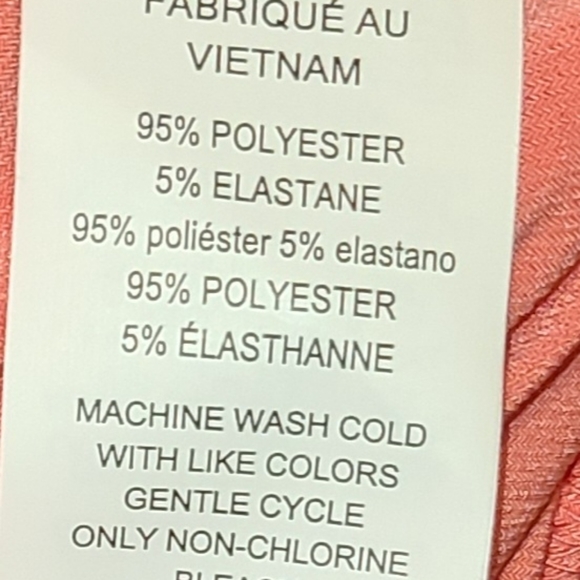 FABRIQUÉ AU
VIETNAM
95% POLYESTER
5% ELASTANE
95% poliéster 5% elastano
95% POLYESTER
5% ÉLASTHANNE
MACHINE WASH COLD
WITH LIKE COLORS
GENTLE CYCLE
ONLY NON-CHLORINE